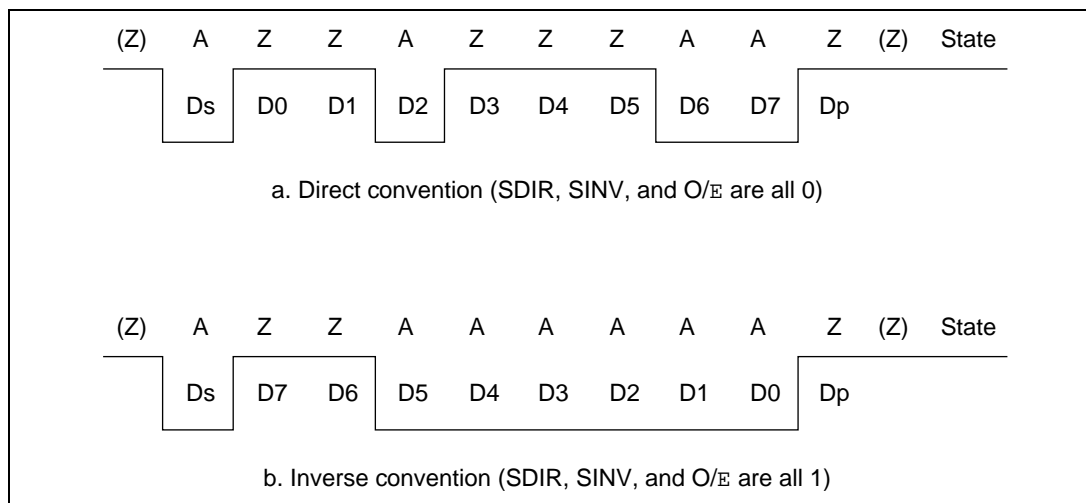 (Z) A Z Z A Z Z Z A A Z (Z) State
Ds D0 D1 D2 D3 D4 D5 D6 D7 Dp
a. Direct convention (SDIR, SINV, and O/E are all 0)
(Z) A Z Z A A A A A A Z (Z) State
Ds D7 D6 D5 D4 D3 D2 D1 D0 Dp
b. Inverse convention (SDIR, SINV, and O/E are all 1)